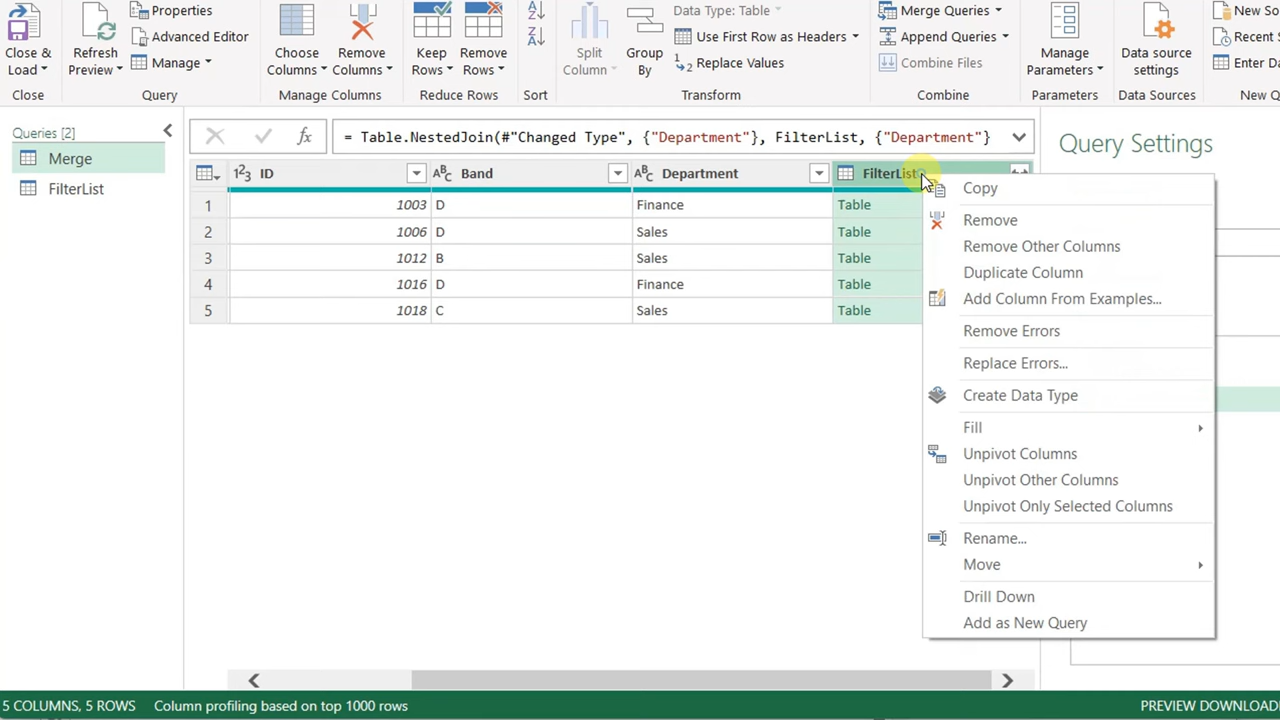 Close &
Load
Close
Refresh
Preview
Properties
Advanced Editor
Manage
Query
Choose
Columns
Remove
Columns
Manage Columns
Keep
Rows
Remove
Rows
Reduce Rows
Sort
Split
Column
Group
By
Data Type: Table
Use First Row as Headers
Replace Values
Transform
Merge Queries
Append Queries
Combine Files
Combine
Manage
Parameters
Parameters
Data source
settings
Data Sources
New So
Recent S
Enter Da
New Q
Queries [2]
Merge
FilterList
= Table.NestedJoin(#"Changed Type", {"Department"}, FilterList, {"Department"}
Query Settings
ID Band Department FilterList
1 1003 D Finance Table
2 1006 D Sales Table
3 1012 B Sales Table
4 1016 D Finance Table
5 1018 C Sales Table
Copy
Remove
Remove Other Columns
Duplicate Column
Add Column From Examples...
Remove Errors
Replace Errors...
Create Data Type
Fill
Unpivot Columns
Unpivot Other Columns
Unpivot Only Selected Columns
Rename...
Move
Drill Down
Add as New Query
5 COLUMNS, 5 ROWS Column profiling based on top 1000 rows PREVIEW DOWNLOAD